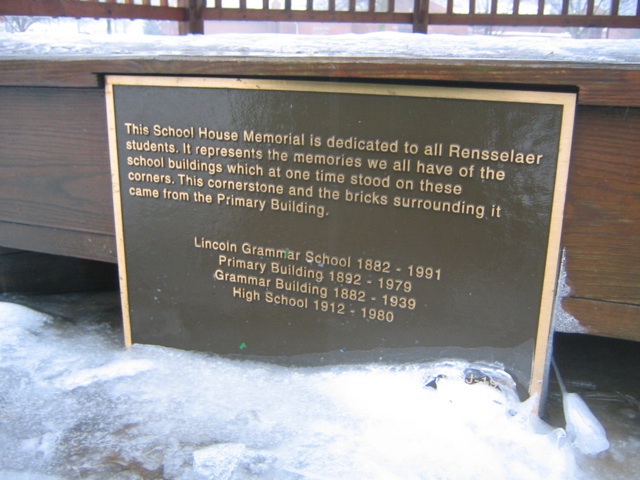 This School House Memorial is dedicated to all Rensselaer
students. It represents the memories we all have of the
school buildings which at one time stood on these
corners. This cornerstone and the bricks surrounding it
came from the Primary Building.
Lincoln Grammar School 1882 - 1991
Primary Building 1892 - 1979
Grammar Building 1882 - 1939
High School 1912 - 1980